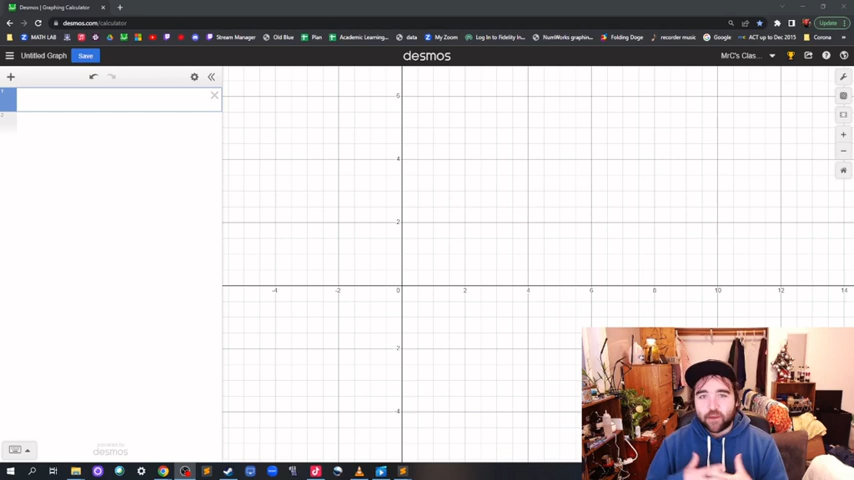 Desmos | Graphing Calculator
desmos.com/calculator
Update
MATH LAB
Stream Manager
Old Blue
Plan
Academic Learning...
data
My Zoom
Log In to Fidelity In...
NumWorks graphing...
Folding Doge
recorder music
Google
ACT up to Dec 2015
Corona
Untitled Graph
Save
desmos
MrC's Clas...
1
2
6
4
2
-4
-2
0
2
4
6
8
10
12
14
2
-4
powered by
desmos